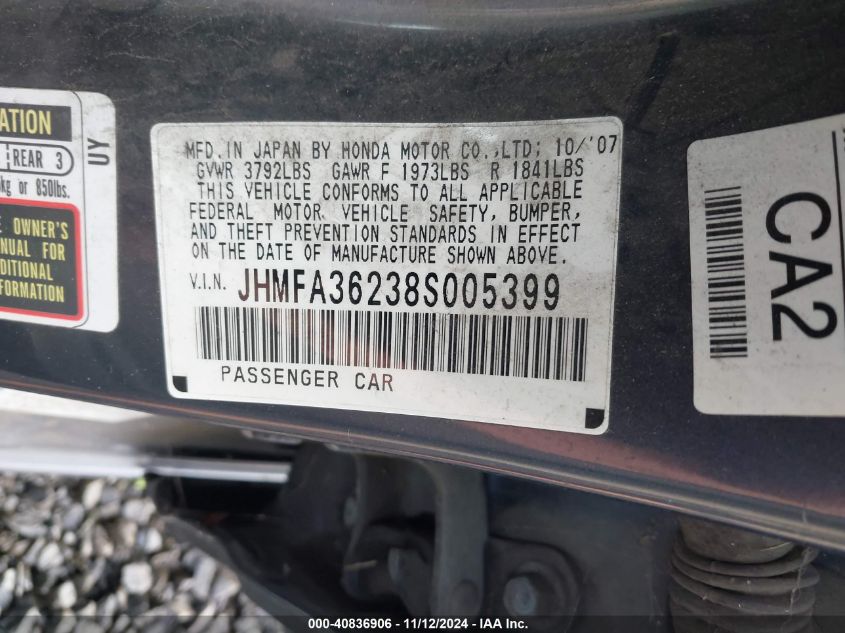 ATION
REAR 3
kg or 850lbs.
E OWNER'S
NUAL FOR
DDITIONAL
FORMATION
UY
MFD. IN JAPAN BY HONDA MOTOR CO.,LTD; 10/'07
GVWR 3792LBS GAWR F 1973LBS R 1841LBS
THIS VEHICLE CONFORMS TO ALL APPLICABLE
FEDERAL MOTOR VEHICLE SAFETY, BUMPER,
AND THEFT PREVENTION STANDARDS IN EFFECT
ON THE DATE OF MANUFACTURE SHOWN ABOVE.
V.I.N. JHMFA36238S005399
PASSENGER CAR
CA2
000-40836906 - 11/12/2024 - IAA Inc.